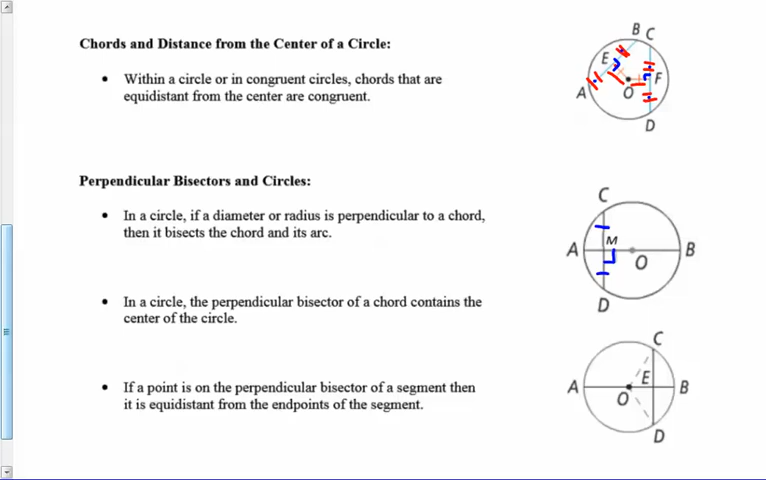 Chords and Distance from the Center of a Circle:
• Within a circle or in congruent circles, chords that are
equidistant from the center are congruent.
B C
E
A
O
F
D
Perpendicular Bisectors and Circles:
• In a circle, if a diameter or radius is perpendicular to a chord,
then it bisects the chord and its arc.
C
M
A
B
O
D
• In a circle, the perpendicular bisector of a chord contains the
center of the circle.
• If a point is on the perpendicular bisector of a segment then
it is equidistant from the endpoints of the segment.
C
E
A
B
O
D